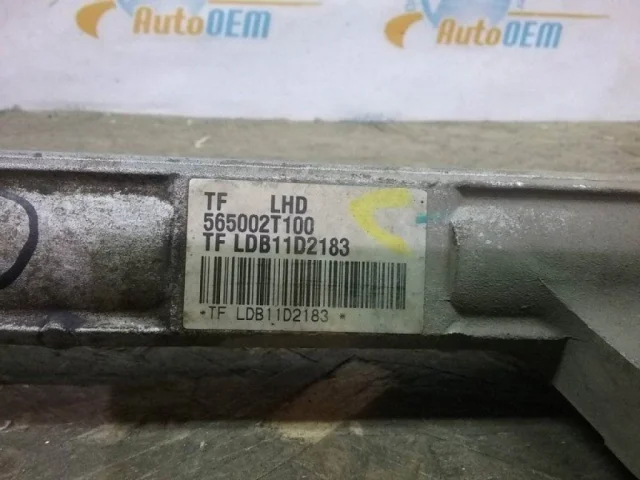 AutoOEM
AutoOEM
TF LHD
565002T100
TF LDB11D2183
*TF LDB11D2183*